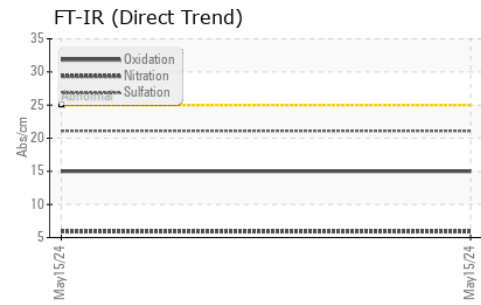 FT-IR (Direct Trend)
35
30
25
20
15
10
5
Abs/cm
Oxidation
Nitration
Sulfation
Abnormal
May15/24
May15/24